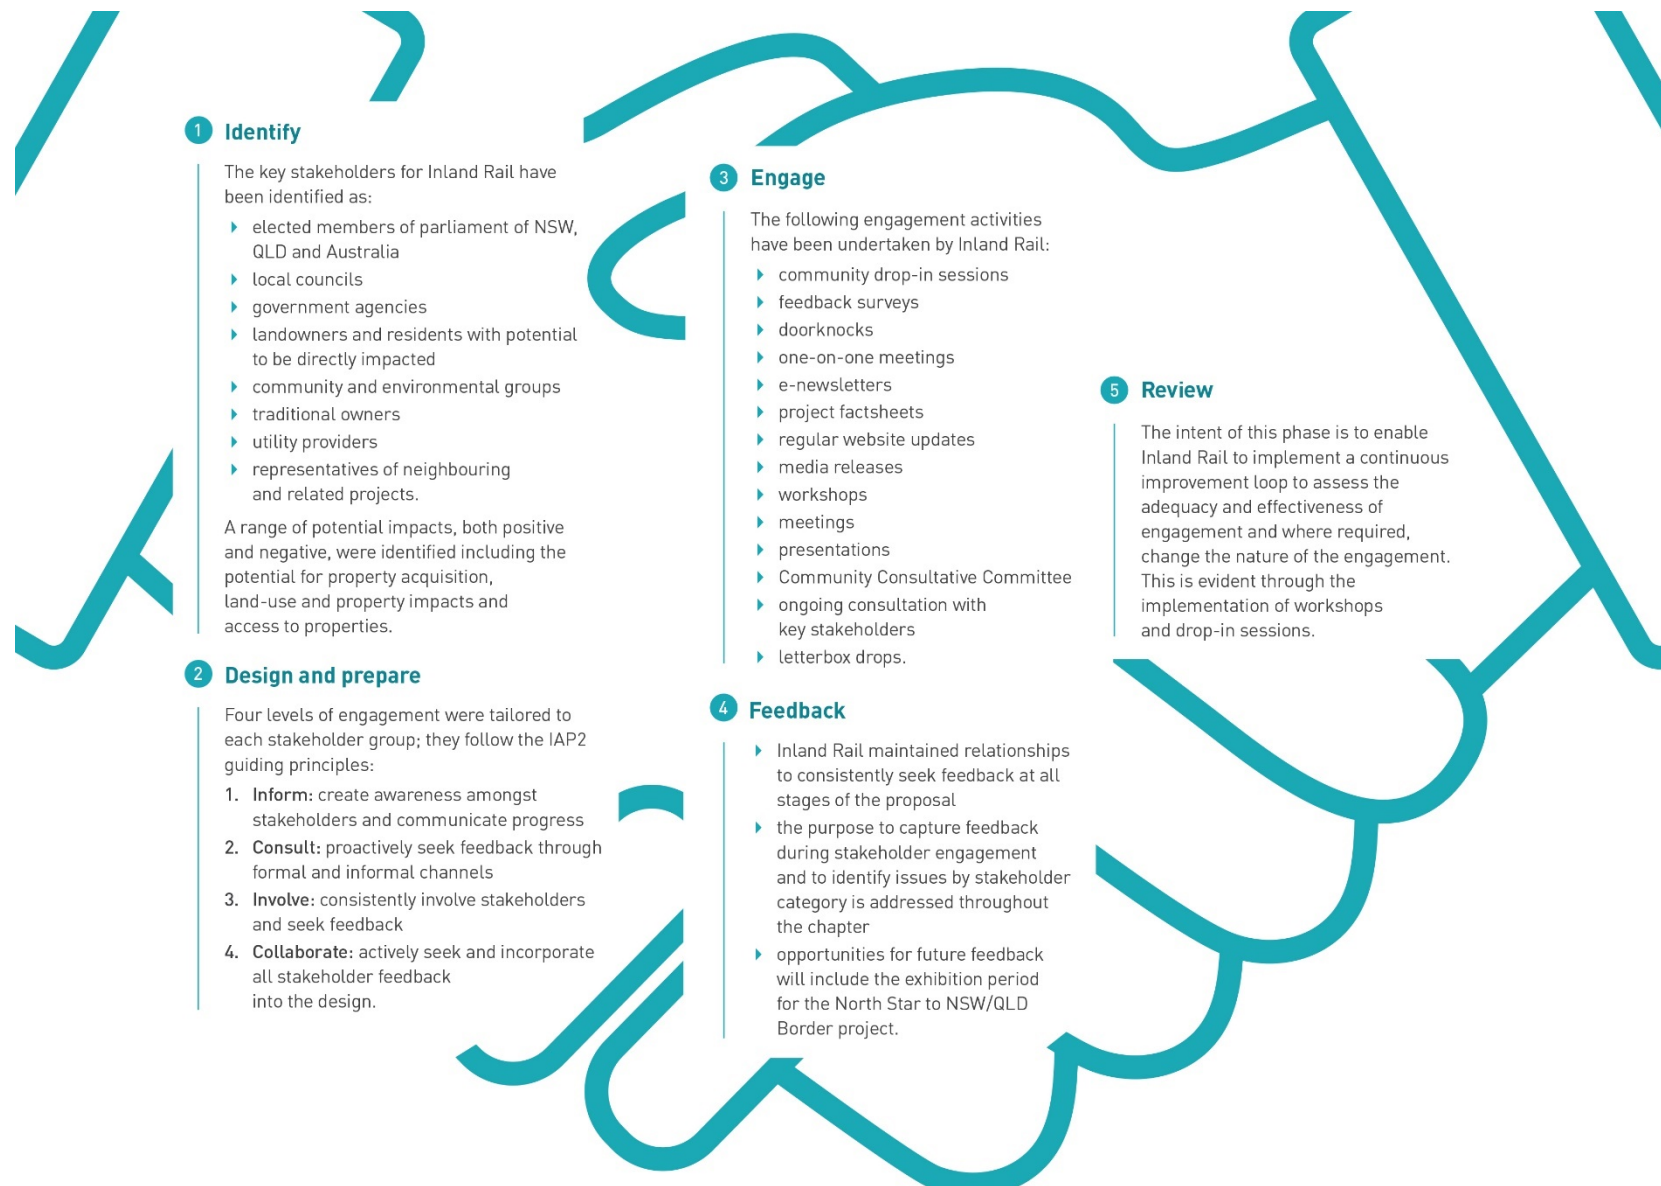 1 Identify
The key stakeholders for Inland Rail have
been identified as:
elected members of parliament of NSW,
QLD and Australia
local councils
government agencies
landowners and residents with potential
to be directly impacted
community and environmental groups
traditional owners
utility providers
representatives of neighbouring
and related projects.
A range of potential impacts, both positive
and negative, were identified including the
potential for property acquisition,
land-use and property impacts and
access to properties.
2 Design and prepare
Four levels of engagement were tailored to
each stakeholder group; they follow the IAP2
guiding principles:
1. Inform: create awareness amongst
stakeholders and communicate progress
2. Consult: proactively seek feedback through
formal and informal channels
3. Involve: consistently involve stakeholders
and seek feedback
4. Collaborate: actively seek and incorporate
all stakeholder feedback
into the design.
3 Engage
The following engagement activities
have been undertaken by Inland Rail:
community drop-in sessions
feedback surveys
doorknocks
one-on-one meetings
e-newsletters
project factsheets
regular website updates
media releases
workshops
meetings
presentations
Community Consultative Committee
ongoing consultation with
key stakeholders
letterbox drops.
4 Feedback
Inland Rail maintained relationships
to consistently seek feedback at all
stages of the proposal
the purpose to capture feedback
during stakeholder engagement
and to identify issues by stakeholder
category is addressed throughout
the chapter
opportunities for future feedback
will include the exhibition period
for the North Star to NSW/QLD
Border project.
5 Review
The intent of this phase is to enable
Inland Rail to implement a continuous
improvement loop to assess the
adequacy and effectiveness of
engagement and where required,
change the nature of the engagement.
This is evident through the
implementation of workshops
and drop-in sessions.